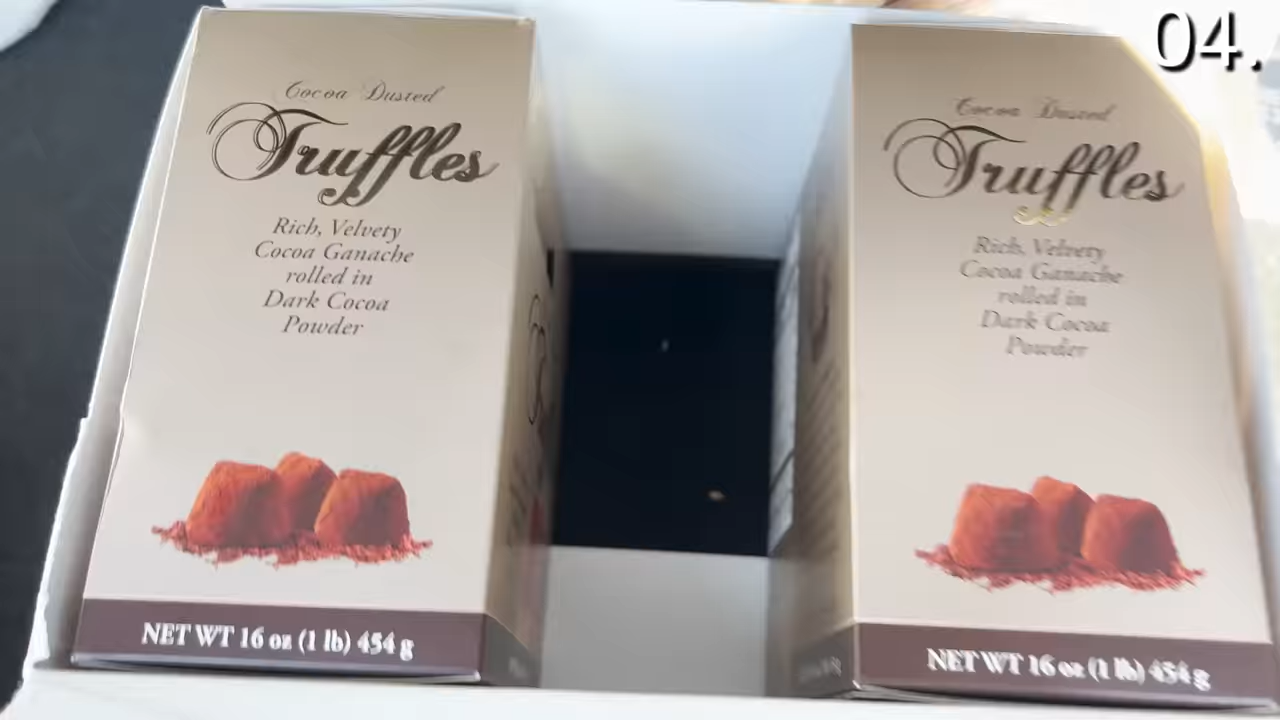 04.
Cocoa Dusted
Truffles
Rich, Velvety
Cocoa Ganache
rolled in
Dark Cocoa
Powder
NET WT 16 oz (1 lb) 454 g
Cocoa Dusted
Truffles
Rich, Velvety
Cocoa Ganache
rolled in
Dark Cocoa
Powder
NET WT 16 oz (1 lb) 454 g